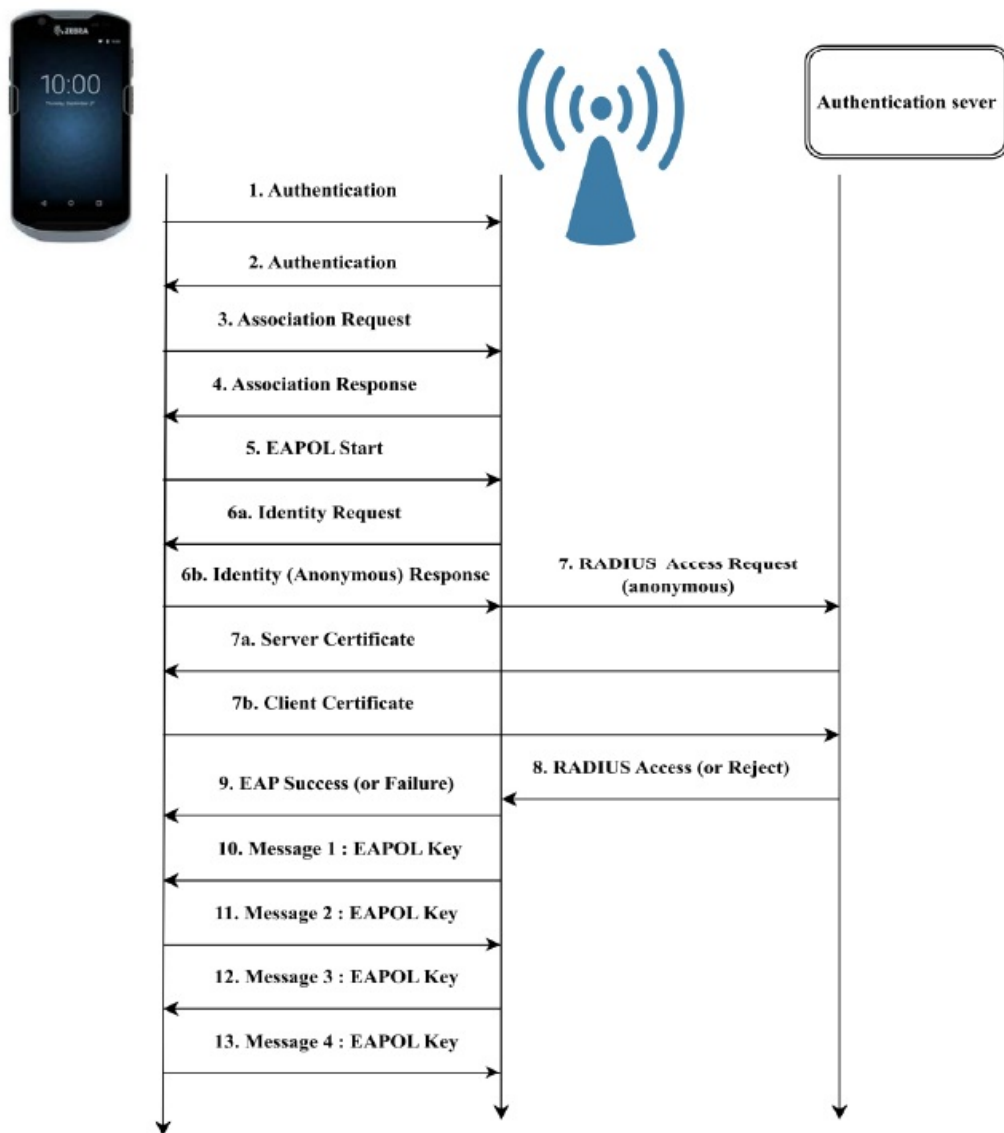 ZEBRA
10:00
Authentication sever
1. Authentication
2. Authentication
3. Association Request
4. Association Response
5. EAPOL Start
6a. Identity Request
6b. Identity (Anonymous) Response
7. RADIUS Access Request
(anonymous)
7a. Server Certificate
7b. Client Certificate
8. RADIUS Access (or Reject)
9. EAP Success (or Failure)
10. Message 1 : EAPOL Key
11. Message 2 : EAPOL Key
12. Message 3 : EAPOL Key
13. Message 4 : EAPOL Key